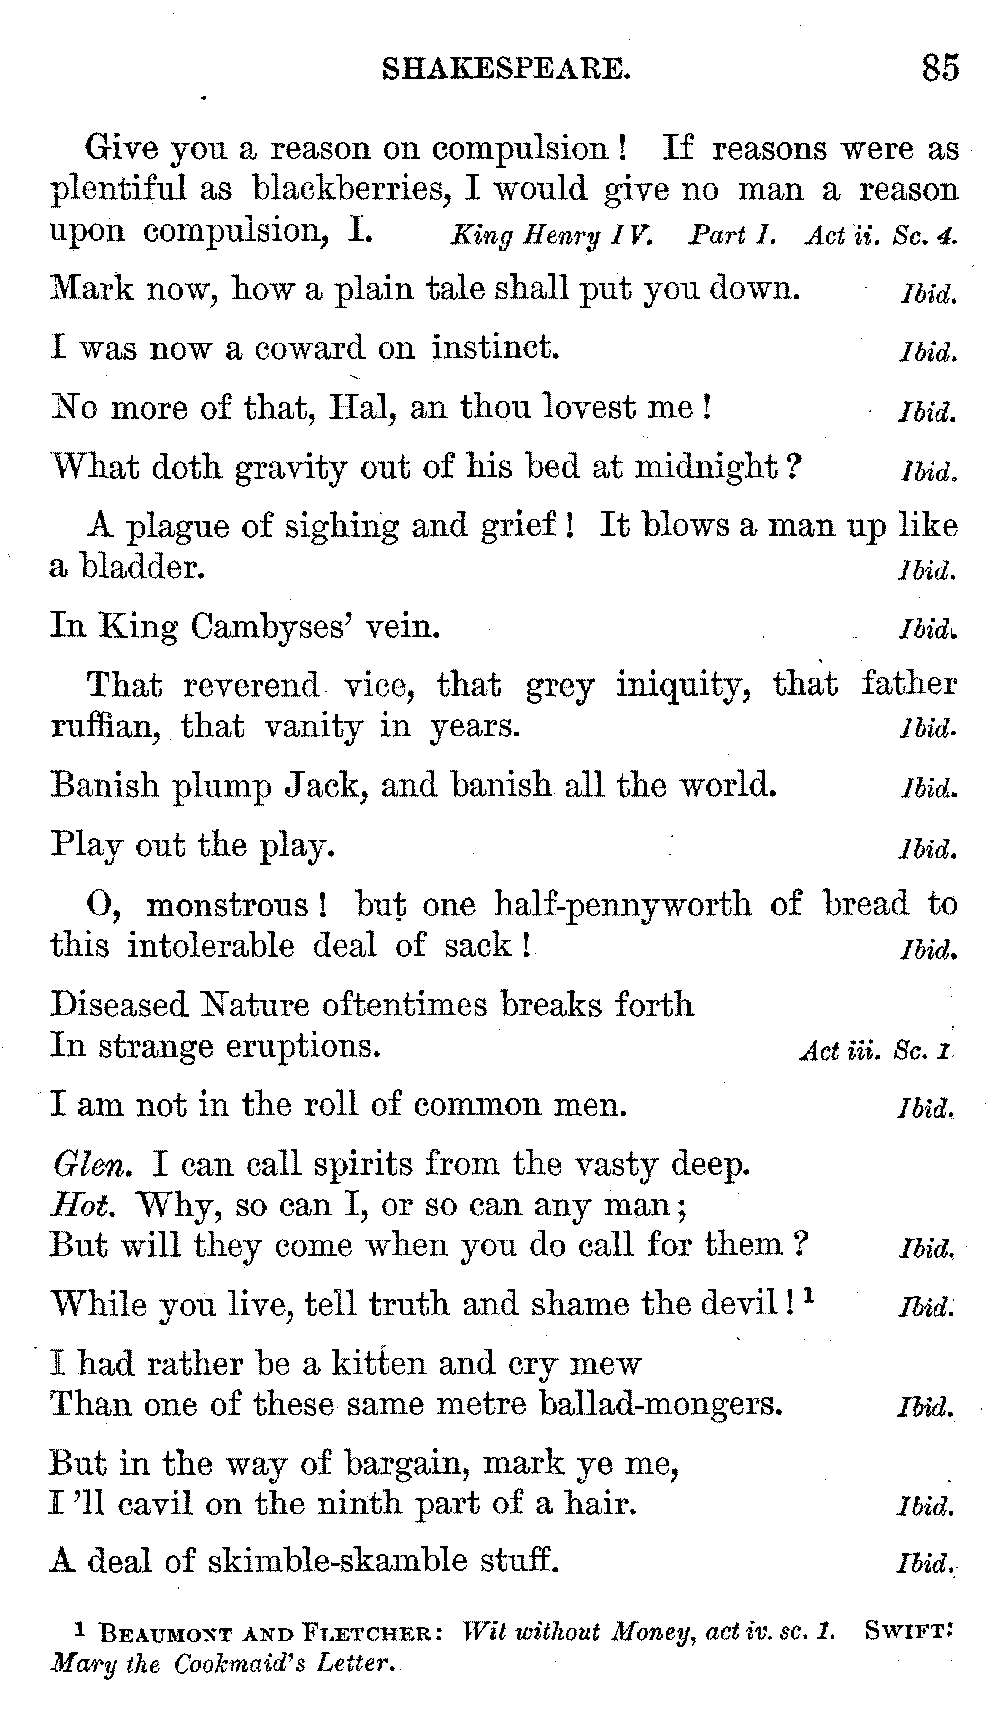 SHAKESPEARE. 85
Give you a reason on compulsion! If reasons were as
plentiful as blackberries, I would give no man a reason
upon compulsion, I. King Henry IV. Part I. Act ii. Sc. 4.
Mark now, how a plain tale shall put you down. Ibid.
I was now a coward on instinct. Ibid.
No more of that, Hal, an thou lovest me! Ibid.
What doth gravity out of his bed at midnight? Ibid.
A plague of sighing and grief! It blows a man up like
a bladder. Ibid.
In King Cambyses' vein. Ibid.
That reverend vice, that grey iniquity, that father
ruffian, that vanity in years. Ibid.
Banish plump Jack, and banish all the world. Ibid.
Play out the play. Ibid.
O, monstrous! but one half-pennyworth of bread to
this intolerable deal of sack! Ibid.
Diseased Nature oftentimes breaks forth
In strange eruptions. Act iii. Sc. 1
I am not in the roll of common men. Ibid.
Glen. I can call spirits from the vasty deep.
Hot. Why, so can I, or so can any man;
But will they come when you do call for them? Ibid.
While you live, tell truth and shame the devil!¹ Ibid.
I had rather be a kitten and cry mew
Than one of these same metre ballad-mongers. Ibid.
But in the way of bargain, mark ye me,
I'll cavil on the ninth part of a hair. Ibid.
A deal of skimble-skamble stuff. Ibid.
1 BEAUMONT AND FLETCHER: Wit without Money, act iv. sc. 1. SWIFT:
Mary the Cookmaid's Letter.